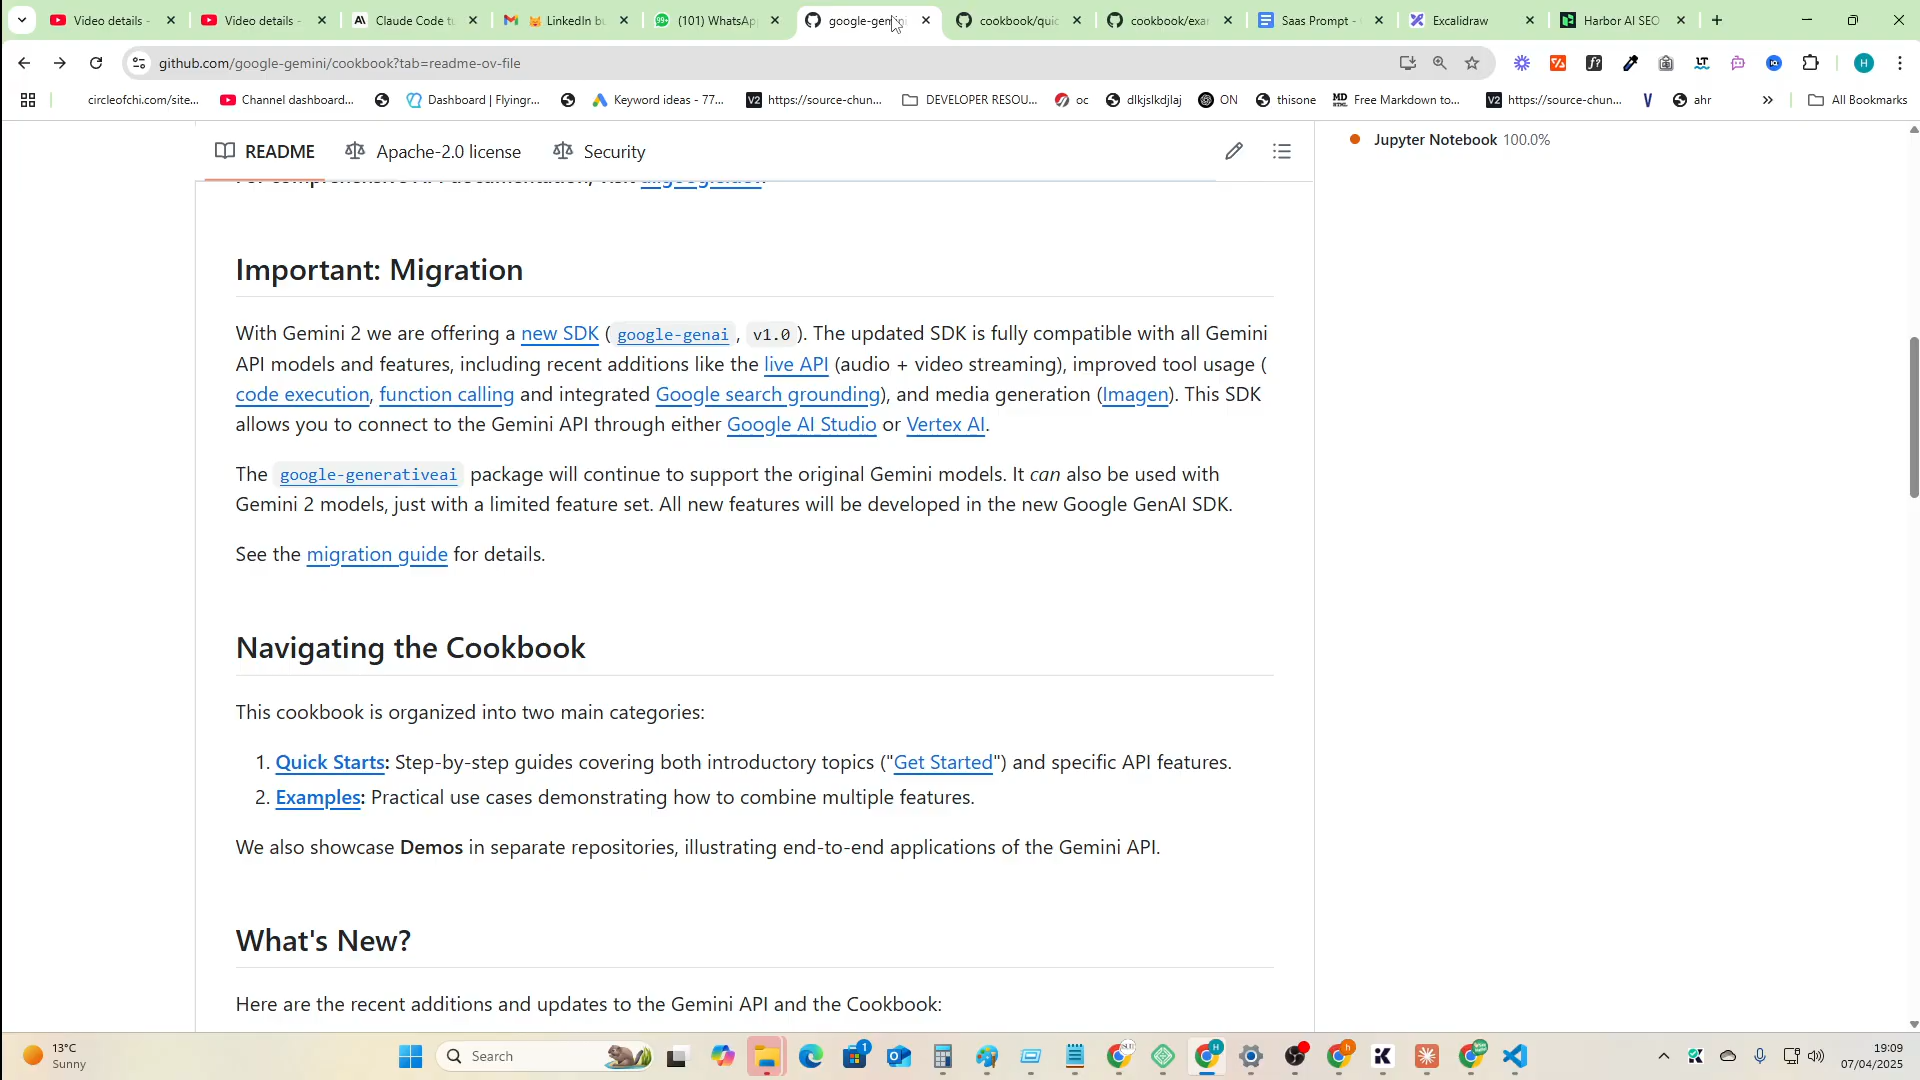 Video details -
Video details -
Claude Code tu
LinkedIn bu
(101) WhatsAp
google-gemini
cookbook/quic
cookbook/exar
Saas Prompt -
Excalidraw
Harbor AI SEO
github.com/google-gemini/cookbook?tab=readme-ov-file
circleofchi.com/site...
Channel dashboard...
Dashboard | Flyingr...
Keyword ideas - 77...
https://source-chun...
DEVELOPER RESOU...
oc
dlkjslkdjlaj
ON
thisone
Free Markdown to...
https://source-chun...
ahr
All Bookmarks
README
Apache-2.0 license
Security
Jupyter Notebook 100.0%
Important: Migration
With Gemini 2 we are offering a new SDK (google-genai, v1.0). The updated SDK is fully compatible with all Gemini
API models and features, including recent additions like the live API (audio + video streaming), improved tool usage (
code execution, function calling and integrated Google search grounding), and media generation (Imagen). This SDK
allows you to connect to the Gemini API through either Google AI Studio or Vertex AI.
The google-generativeai package will continue to support the original Gemini models. It can also be used with
Gemini 2 models, just with a limited feature set. All new features will be developed in the new Google GenAI SDK.
See the migration guide for details.
Navigating the Cookbook
This cookbook is organized into two main categories:
1. Quick Starts: Step-by-step guides covering both introductory topics ("Get Started") and specific API features.
2. Examples: Practical use cases demonstrating how to combine multiple features.
We also showcase Demos in separate repositories, illustrating end-to-end applications of the Gemini API.
What's New?
Here are the recent additions and updates to the Gemini API and the Cookbook:
13°C
Sunny
Search
19:09
07/04/2025